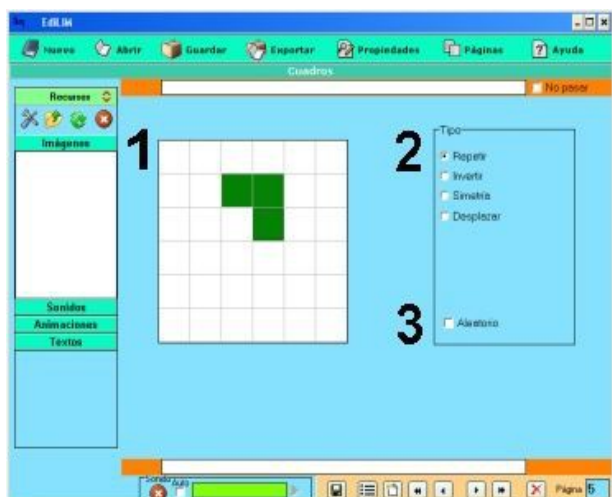 EdiLIM
Nuevo Abrir Guardar Exportar Propiedades Páginas Ayuda
Cuadros
Recursos
No pasar
Imágenes
1
Tipo
2
Repetir
Invertir
Simetría
Desplazar
Sonidos
Animaciones
Textos
3
Aleatorio
Sonido
Auto
Página 5